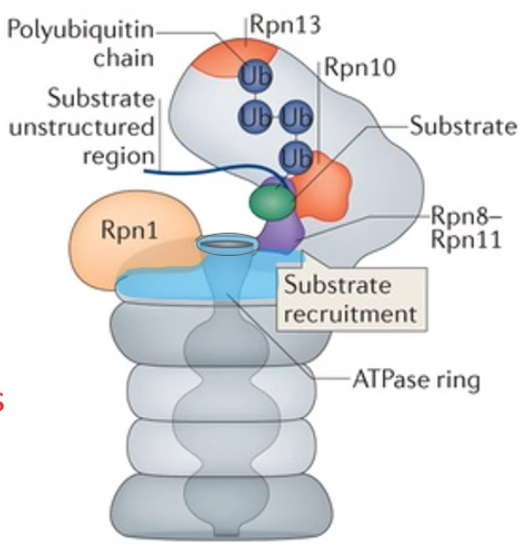 Polyubiquitin
chain
Rpn13
Ub
Rpn10
Ub Ub
Substrate
unstructured
region
Substrate
Ub
Rpn1
Rpn8–
Rpn11
Substrate
recruitment
ATPase ring
s